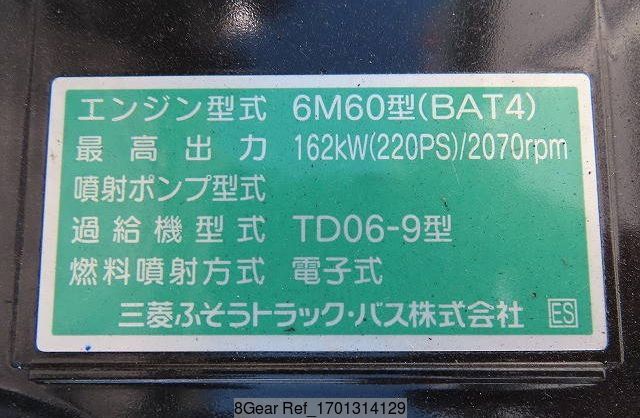 エンジン型式 6M60型(BAT4)
最高出力 162kW(220PS)/2070rpm
噴射ポンプ型式
過給機型式 TD06-9型
燃料噴射方式 電子式
三菱ふそうトラック・バス株式会社 ES
8Gear Ref_1701314129